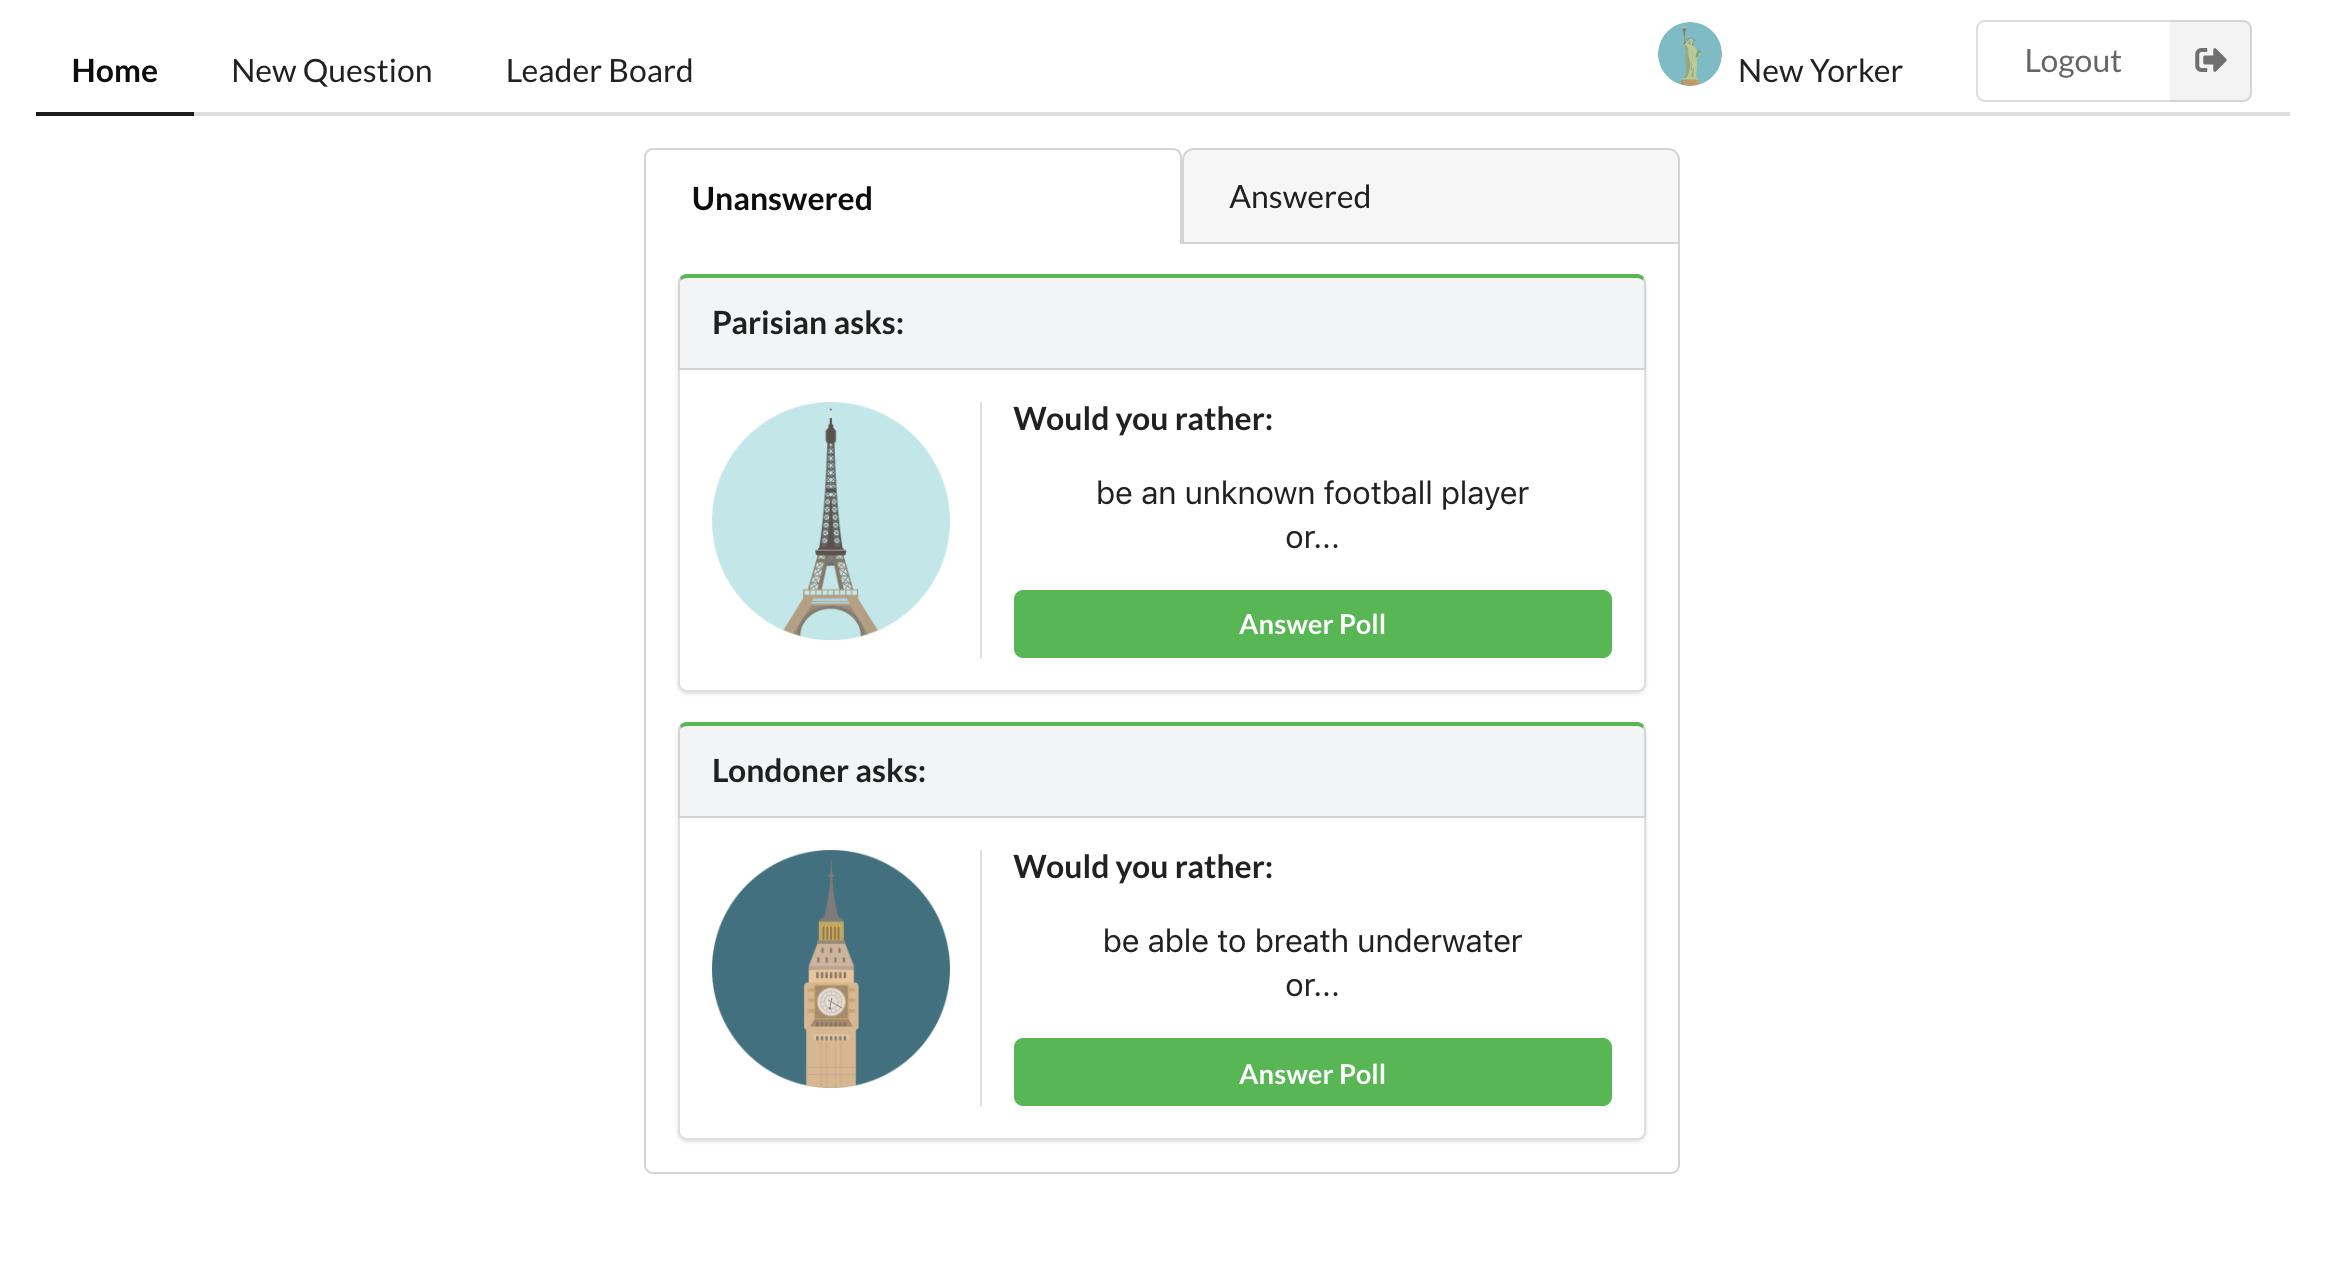 Home New Question Leader Board New Yorker Logout
Unanswered Answered
Parisian asks:
Would you rather:
be an unknown football player
or...
Answer Poll
Londoner asks:
Would you rather:
be able to breath underwater
or...
Answer Poll